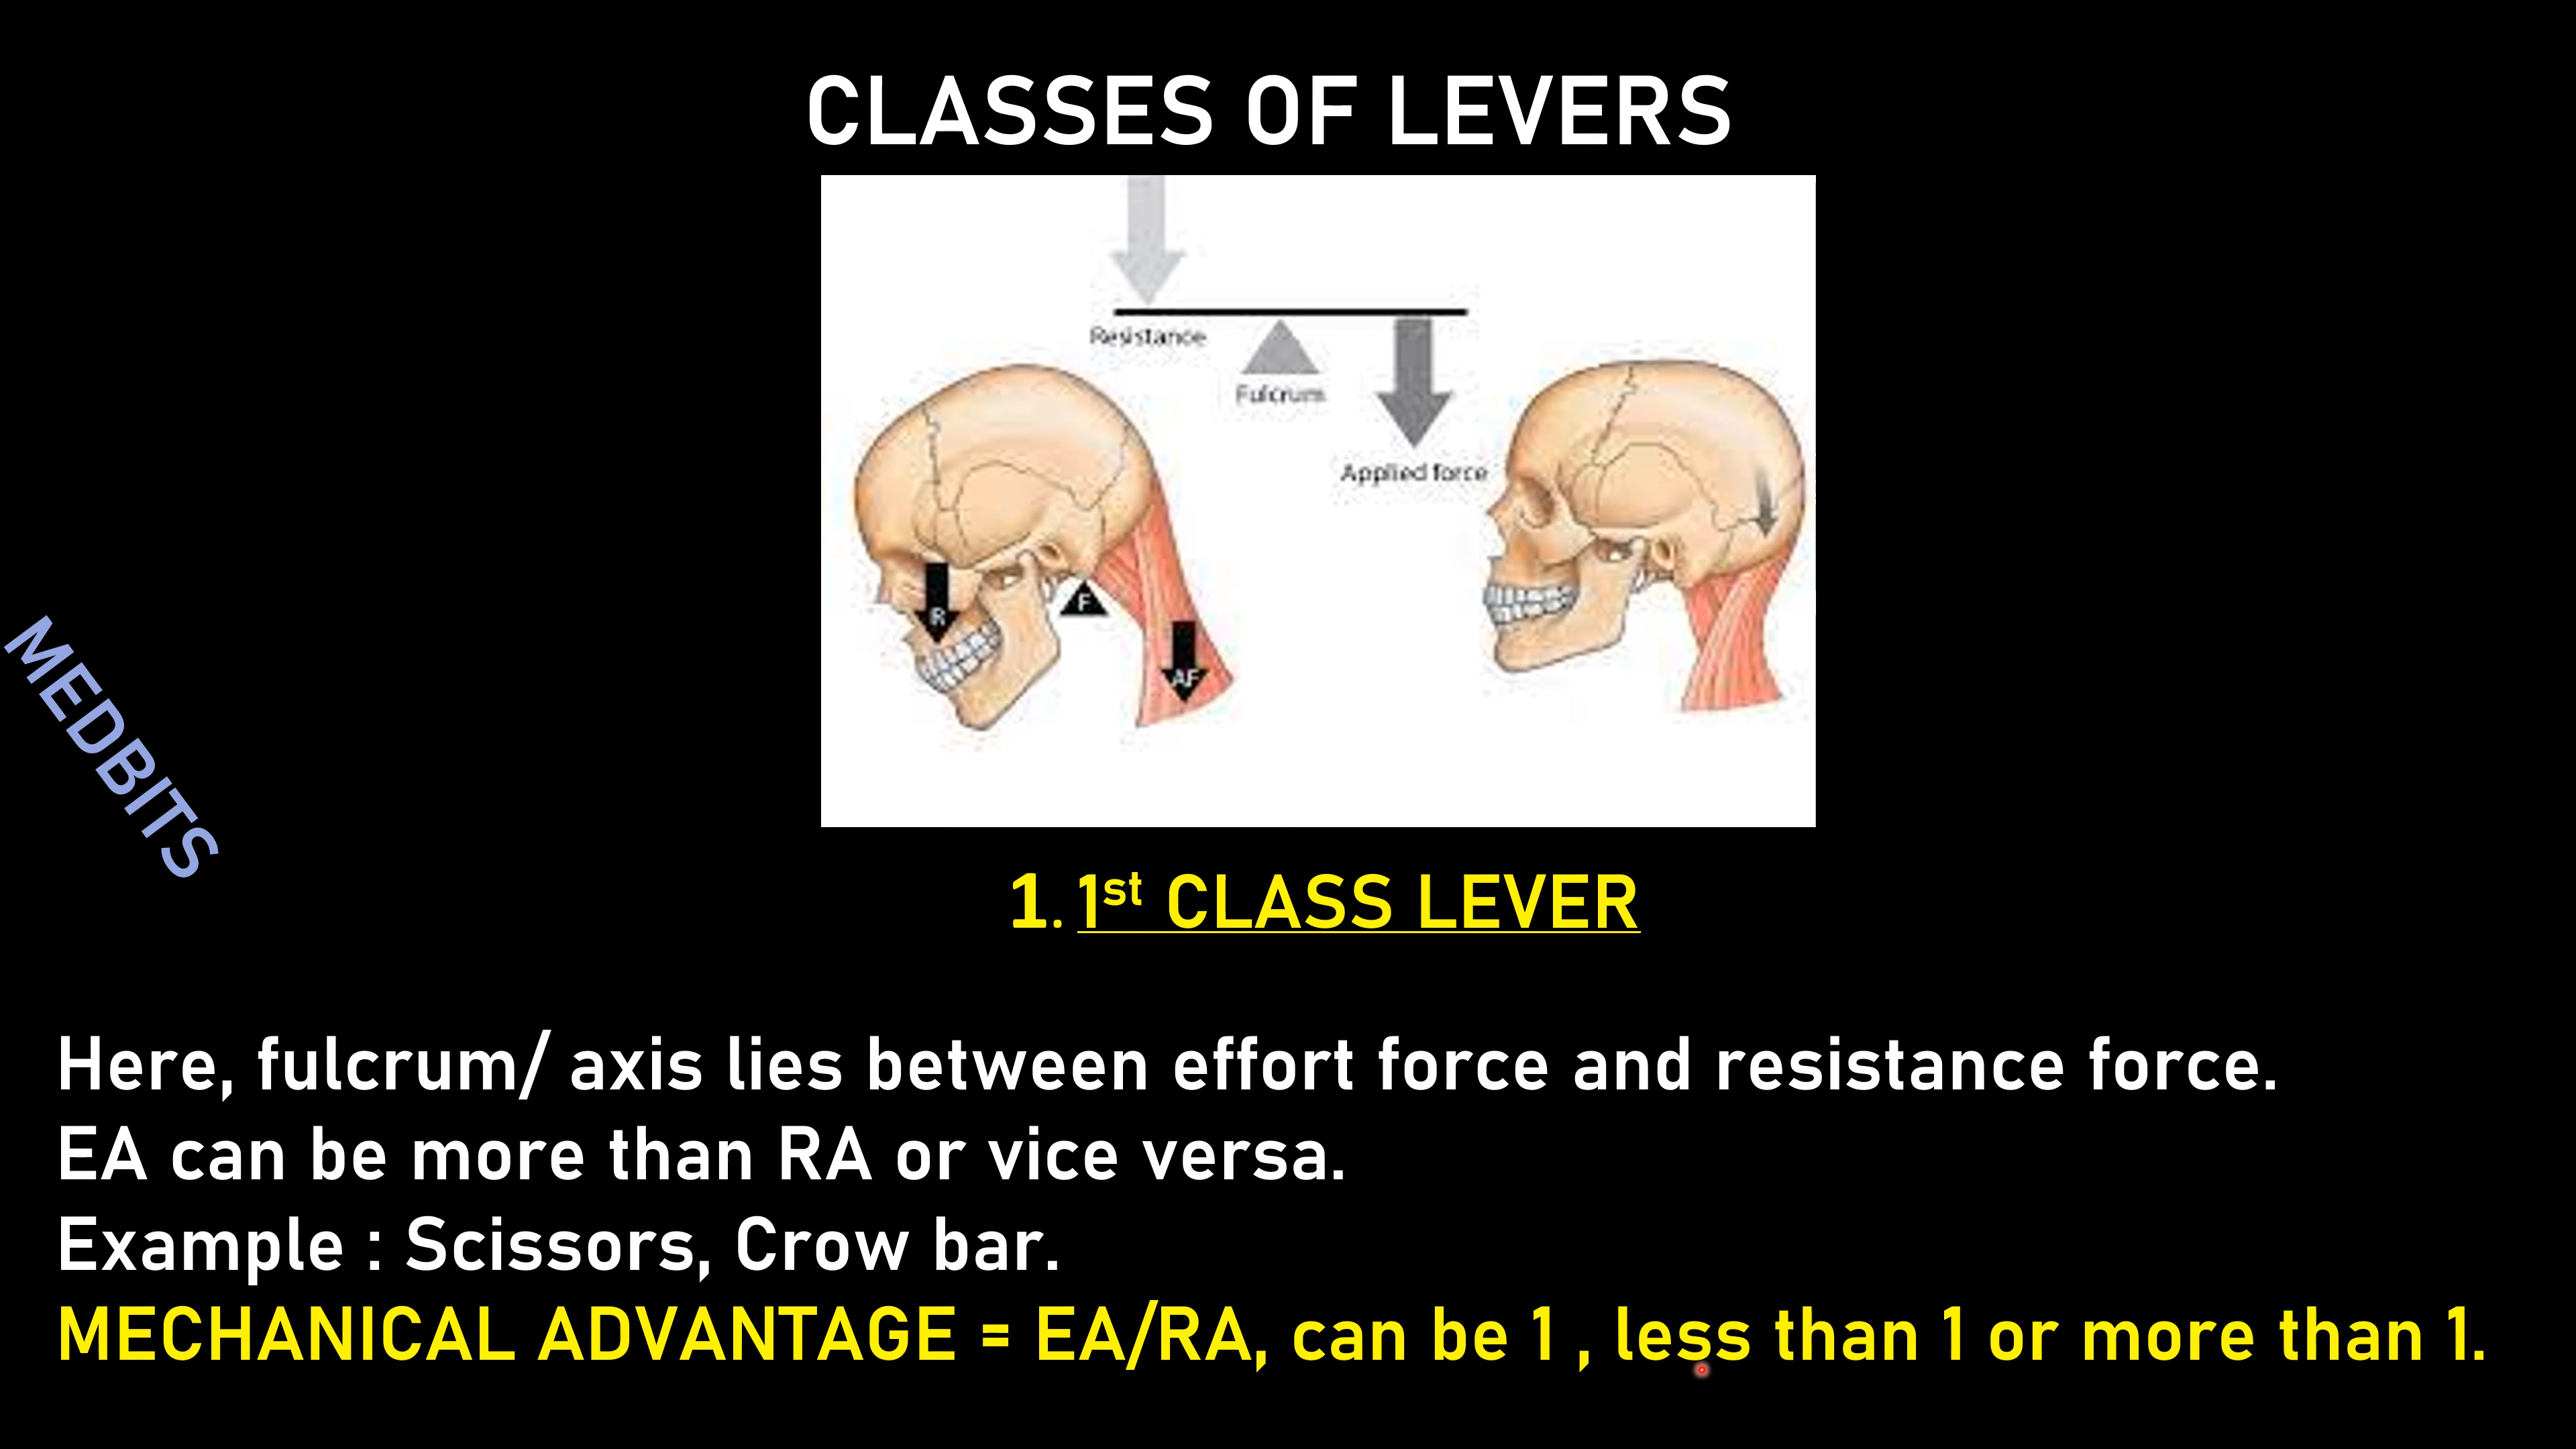 CLASSES OF LEVERS
Resistance
Fulcrum
Applied force
R
F
AF
MEDBITS
1. 1st CLASS LEVER
Here, fulcrum/ axis lies between effort force and resistance force.
EA can be more than RA or vice versa.
Example : Scissors, Crow bar.
MECHANICAL ADVANTAGE = EA/RA, can be 1 , less than 1 or more than 1.